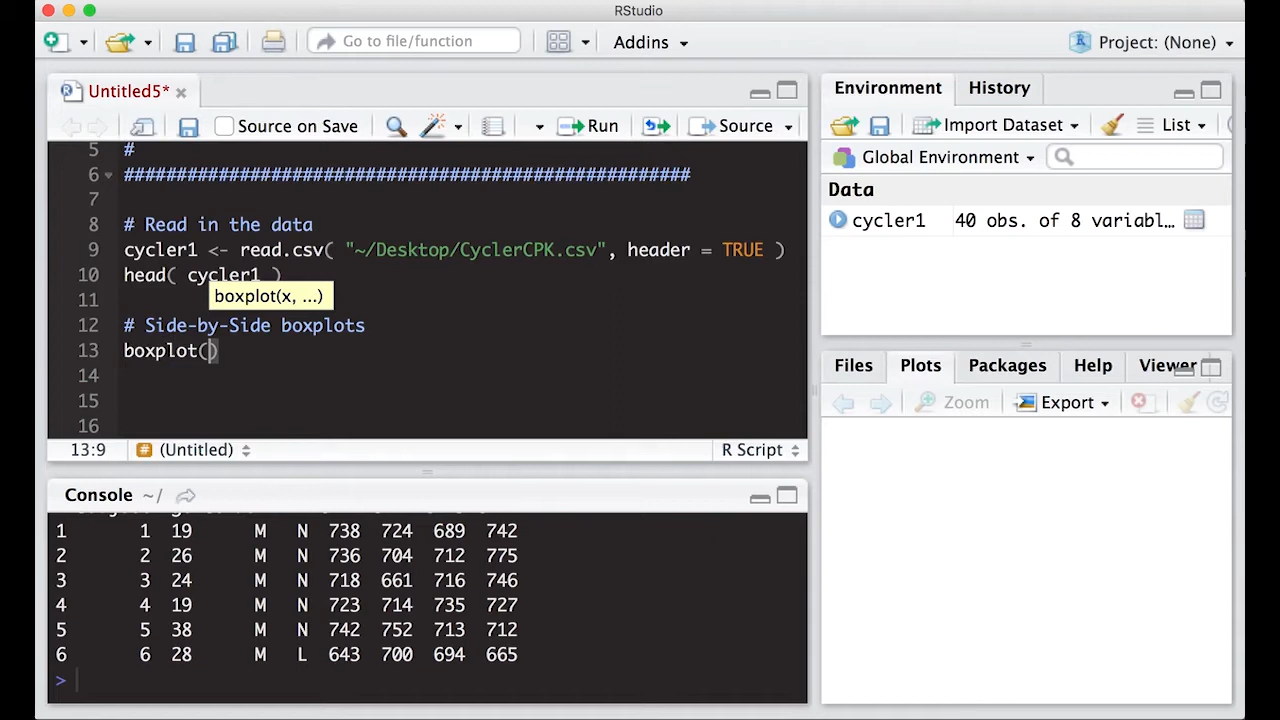 RStudio
Go to file/function
Addins
Project: (None)
Untitled5*
Source on Save
Run
Source
5 #
6 ######################################################
7
8 # Read in the data
9 cycler1 <- read.csv( "~/Desktop/CyclerCPK.csv", header = TRUE )
10 head( cycler1 )
11
boxplot(x, ...)
12 # Side-by-Side boxplots
13 boxplot()
14
15
16
13:9 # (Untitled) R Script
Console ~/
1 1 19 M N 738 724 689 742
2 2 26 M N 736 704 712 775
3 3 24 M N 718 661 716 746
4 4 19 M N 723 714 735 727
5 5 38 M N 742 752 713 712
6 6 28 M L 643 700 694 665
>
Environment History
Import Dataset List
Global Environment
Data
cycler1 40 obs. of 8 variabl…
Files Plots Packages Help Viewer
Zoom Export